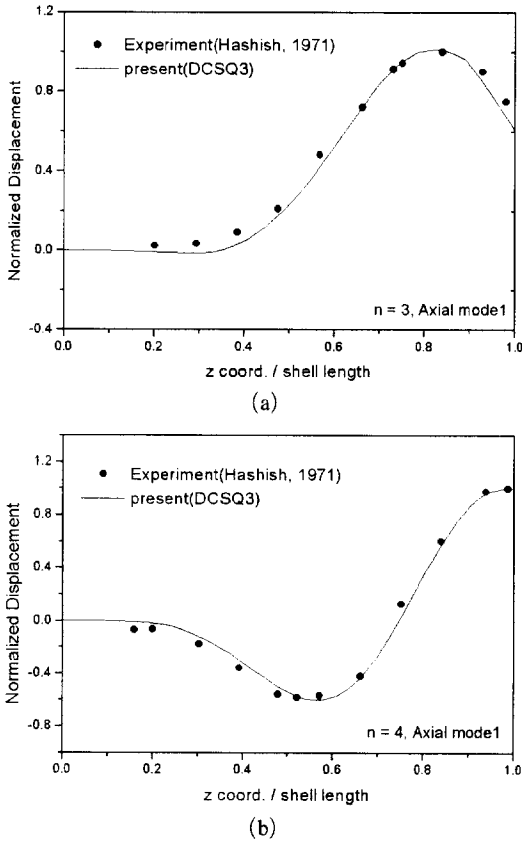 1.2
0.8
0.4
0.0
-0.4
Normalized Displacement
Experiment(Hashish, 1971)
present(DCSQ3)
n = 3, Axial mode1
0.0 0.2 0.4 0.6 0.8 1.0
z coord. / shell length
(a)
1.2
0.8
0.4
0.0
-0.4
-0.8
Normalized Displacement
Experiment(Hashish, 1971)
present(DCSQ3)
n = 4, Axial mode1
0.0 0.2 0.4 0.6 0.8 1.0
z coord. / shell length
(b)